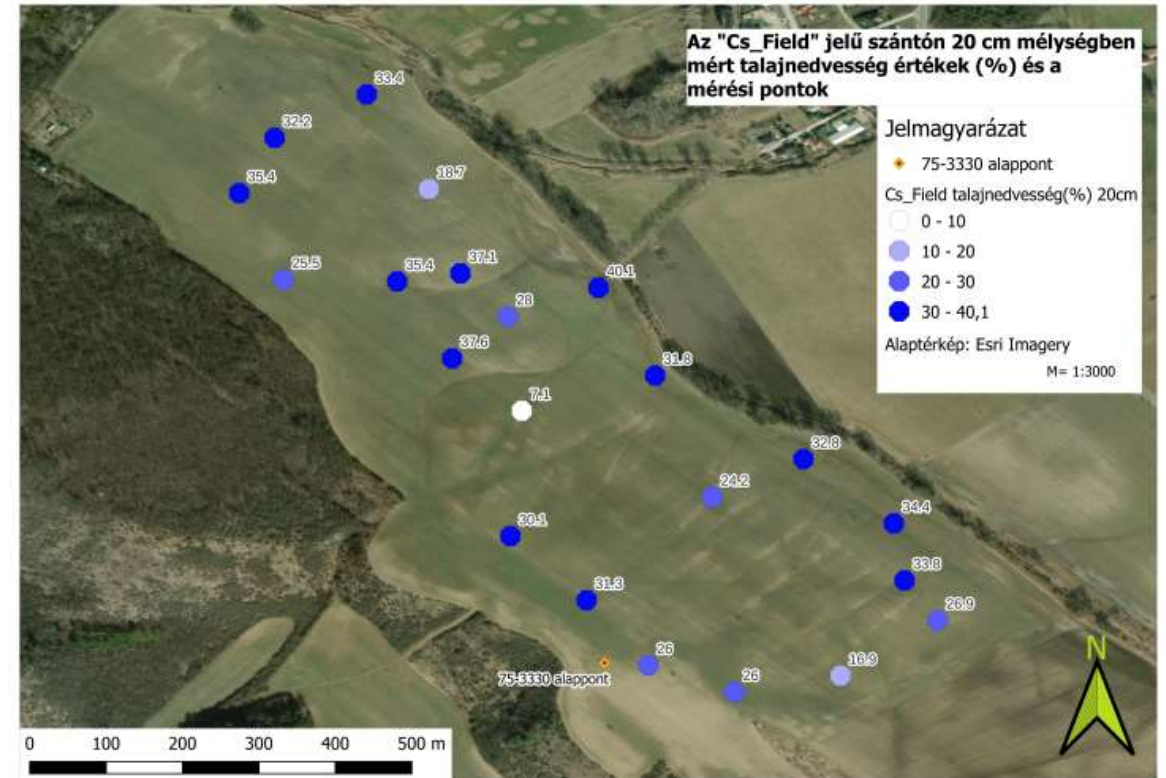 Az "Cs_Field" jelű szántón 20 cm mélységben
mért talajnedvesség értékek (%) és a
mérési pontok
Jelmagyarázat
75-3330 alappont
Cs_Field talajnedvesség(%) 20cm
0 - 10
10 - 20
20 - 30
30 - 40,1
Alaptérkép: Esri Imagery
M= 1:3000
33.4
32.2
35.4
18.7
25.5
35.4
37.1
40.1
28
37.6
31.8
7.1
32.8
24.2
34.4
30.1
33.8
31.3
26.9
26
16.9
26
75-3330 alappont
N
0 100 200 300 400 500 m